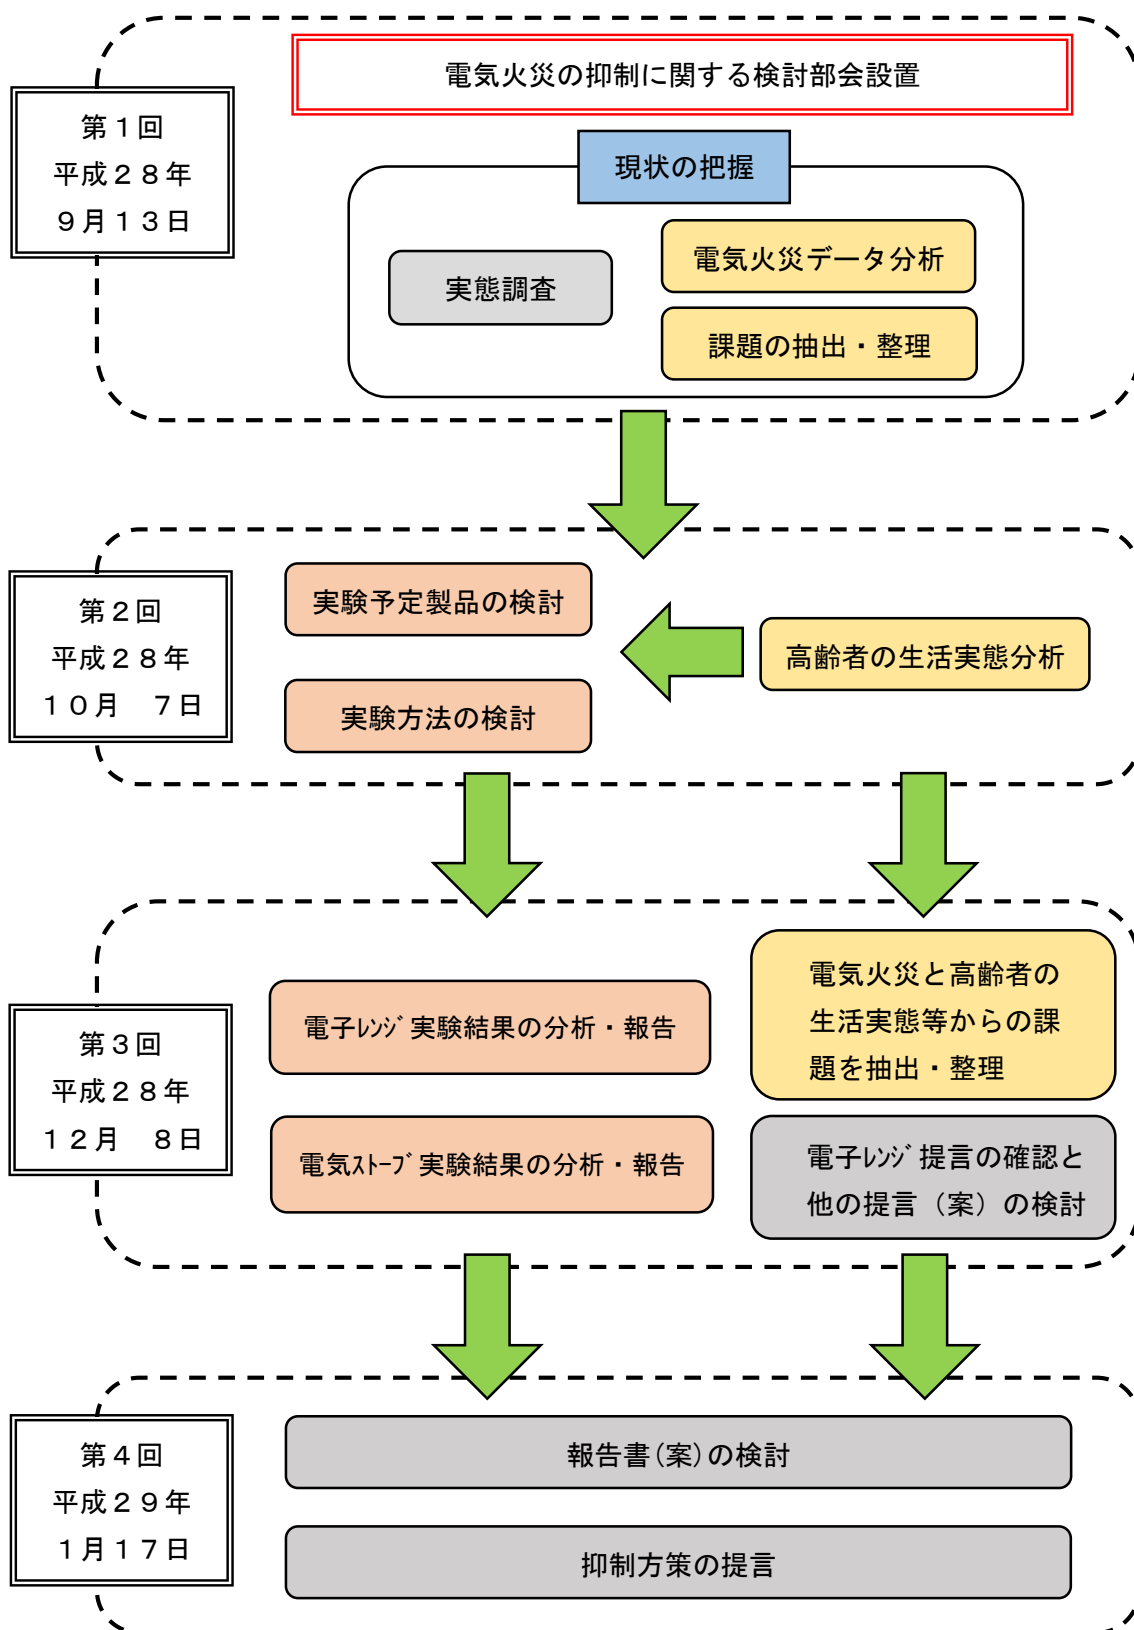 電気火災の抑制に関する検討部会設置
第１回
平成２８年
９月１３日
現状の把握
実態調査
電気火災データ分析
課題の抽出・整理
第２回
平成２８年
１０月　７日
実験予定製品の検討
実験方法の検討
高齢者の生活実態分析
第３回
平成２８年
１２月　８日
電子ﾚﾝｼﾞ実験結果の分析・報告
電気ｽﾄｰﾌﾞ実験結果の分析・報告
電気火災と高齢者の
生活実態等からの課
題を抽出・整理
電子ﾚﾝｼﾞ提言の確認と
他の提言（案）の検討
第４回
平成２９年
１月１７日
報告書(案)の検討
抑制方策の提言